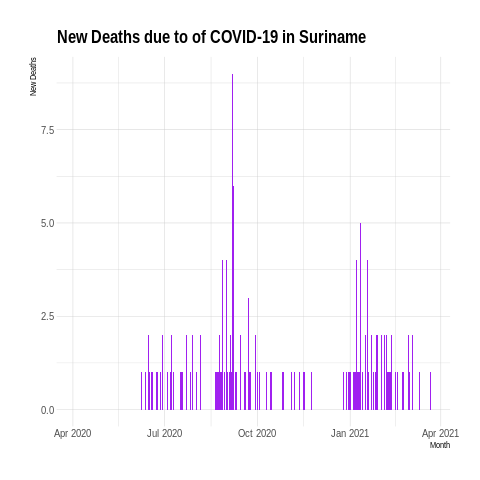 New Deaths due to of COVID-19 in Suriname
New Deaths
7.5
5.0
2.5
0.0
Apr 2020 Jul 2020 Oct 2020 Jan 2021 Apr 2021
Month